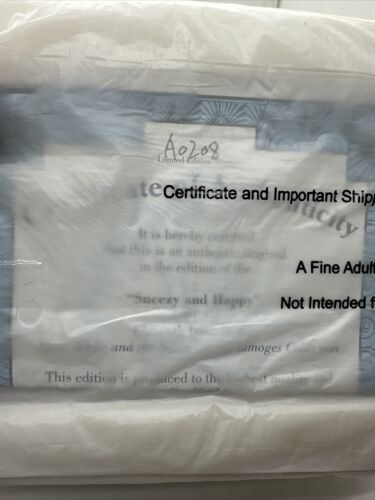 A0208
Limited Edition
Certificate and Important Shipp
It is hereby certified
that this is an authentic original
in the edition of the
A Fine Adult
"Sneezy and Happy"
Not Intended f
and the
Limoges Collection
This edition is produced to the highest quality and